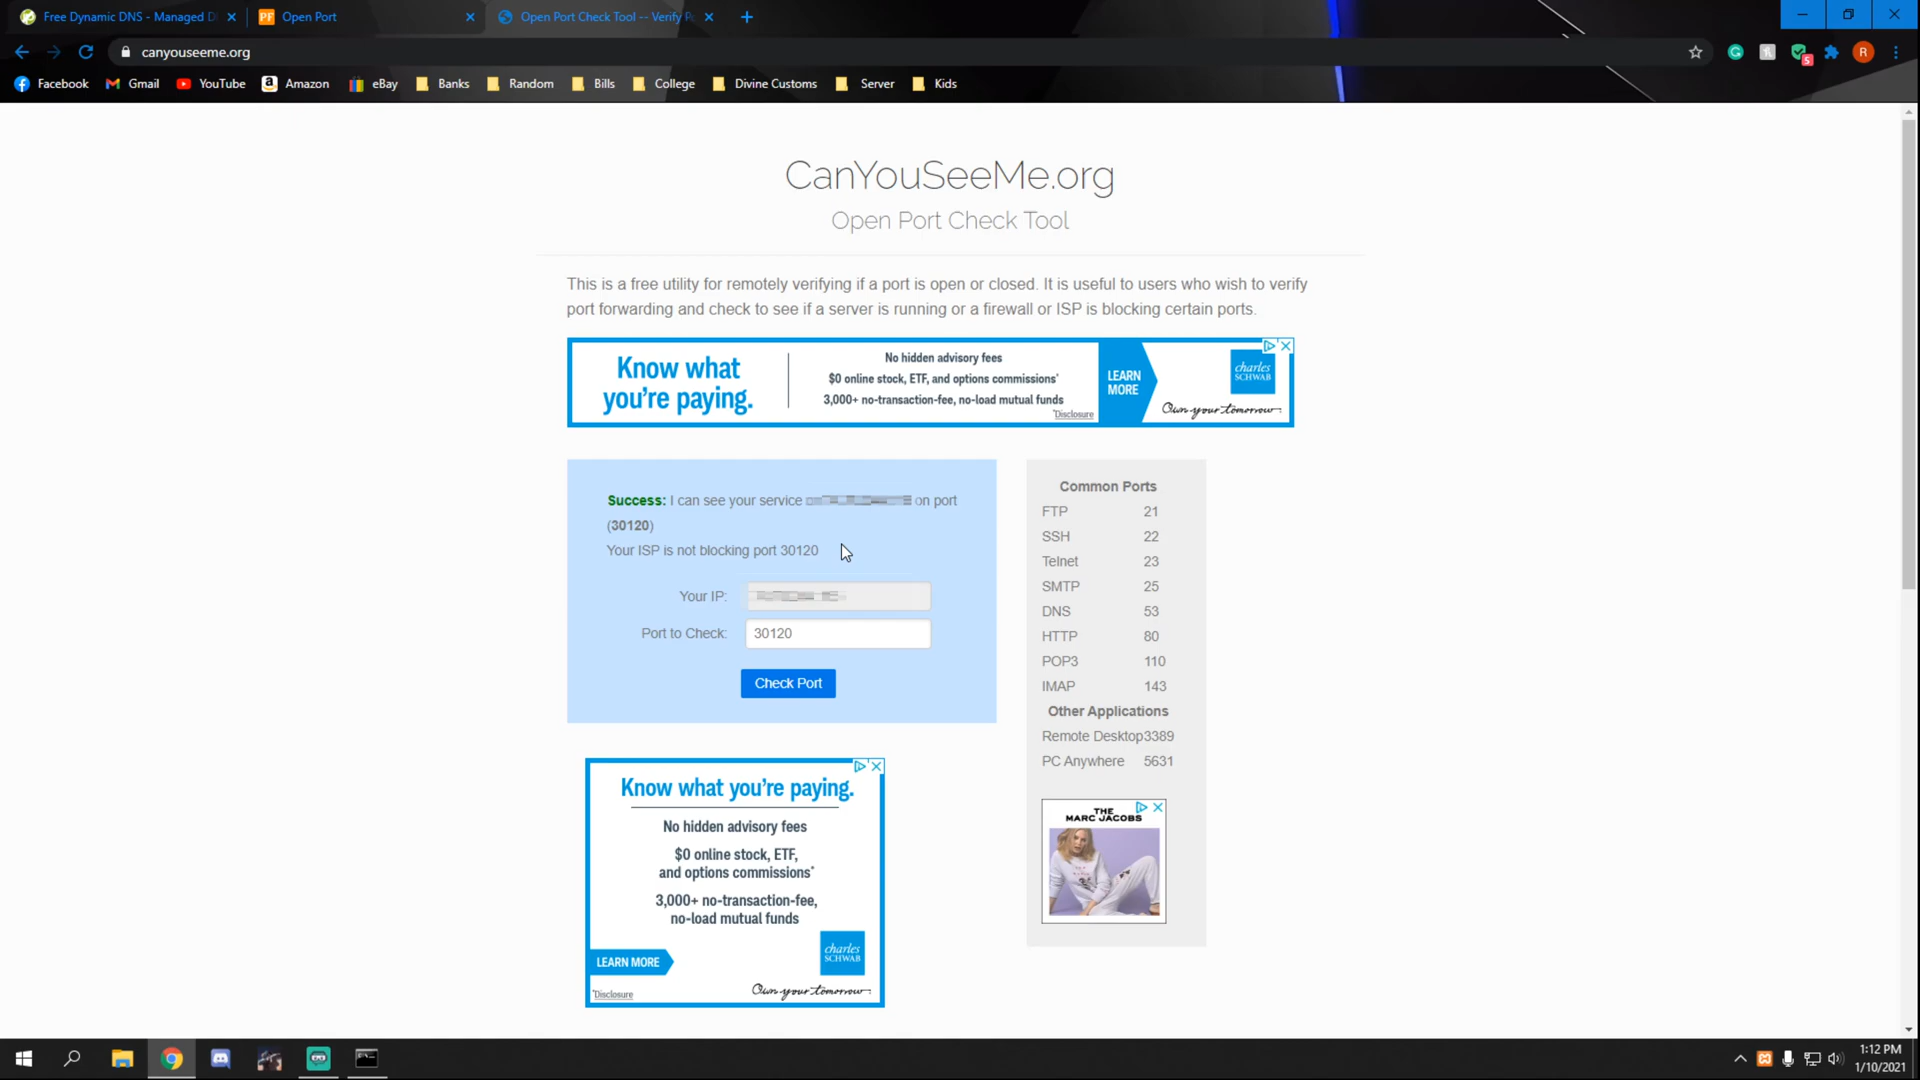 Free Dynamic DNS - Managed D
Open Port
Open Port Check Tool -- Verify Po
canyouseeme.org
R
5
Facebook
Gmail
YouTube
Amazon
eBay
Banks
Random
Bills
College
Divine Customs
Server
Kids
CanYouSeeMe.org
Open Port Check Tool
This is a free utility for remotely verifying if a port is open or closed. It is useful to users who wish to verify
port forwarding and check to see if a server is running or a firewall or ISP is blocking certain ports.
Know what
you're paying.
No hidden advisory fees
$0 online stock, ETF, and options commissions*
3,000+ no-transaction-fee, no-load mutual funds
*Disclosure
LEARN
MORE
charles
SCHWAB
Own your tomorrow.
Success: I can see your service on port
(30120)
Your ISP is not blocking port 30120
Your IP:
Port to Check: 30120
Check Port
Common Ports
FTP 21
SSH 22
Telnet 23
SMTP 25
DNS 53
HTTP 80
POP3 110
IMAP 143
Other Applications
Remote Desktop3389
PC Anywhere 5631
THE
MARC JACOBS
Know what you're paying.
No hidden advisory fees
$0 online stock, ETF,
and options commissions*
3,000+ no-transaction-fee,
no-load mutual funds
LEARN MORE
charles
SCHWAB
*Disclosure
Own your tomorrow.
1:12 PM
1/10/2021